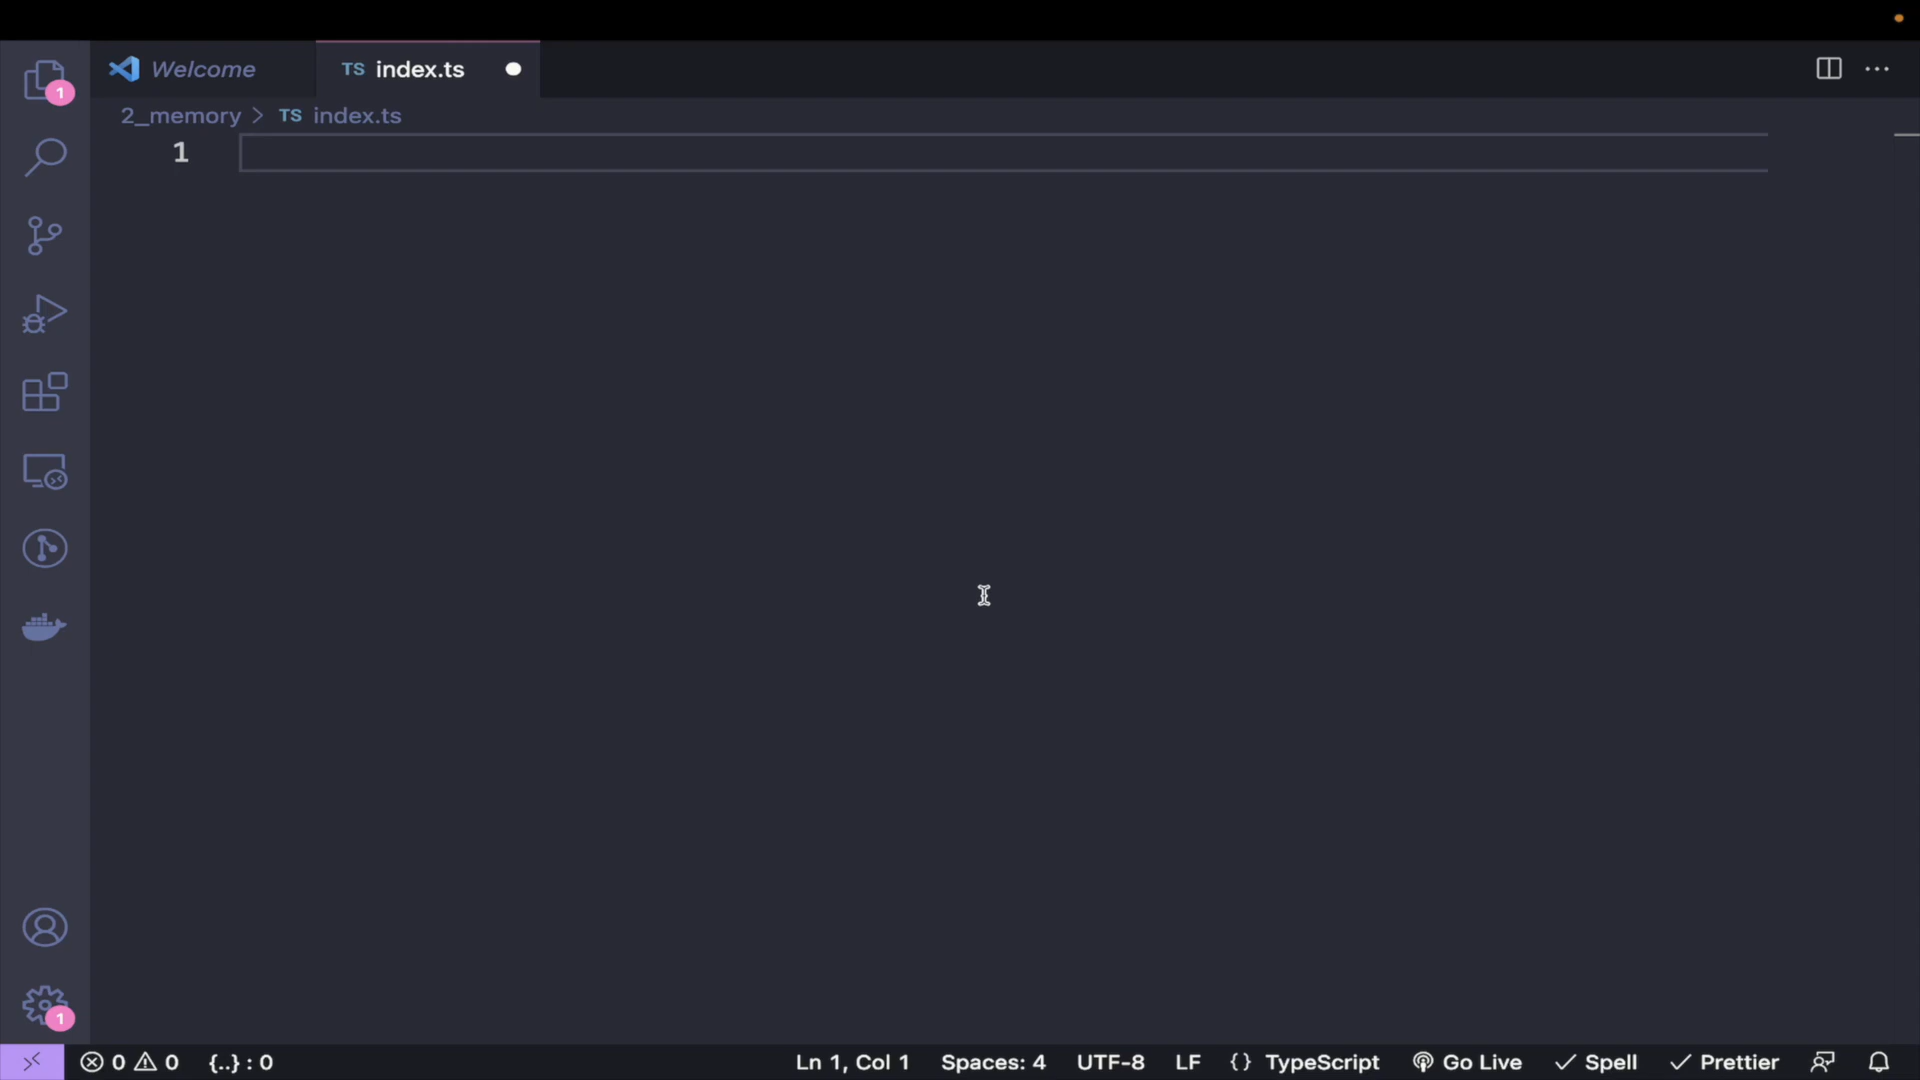 Welcome
TS index.ts
2_memory > TS index.ts
1
1
1
0 0 {..} : 0
Ln 1, Col 1 Spaces: 4 UTF-8 LF {} TypeScript Go Live Spell Prettier